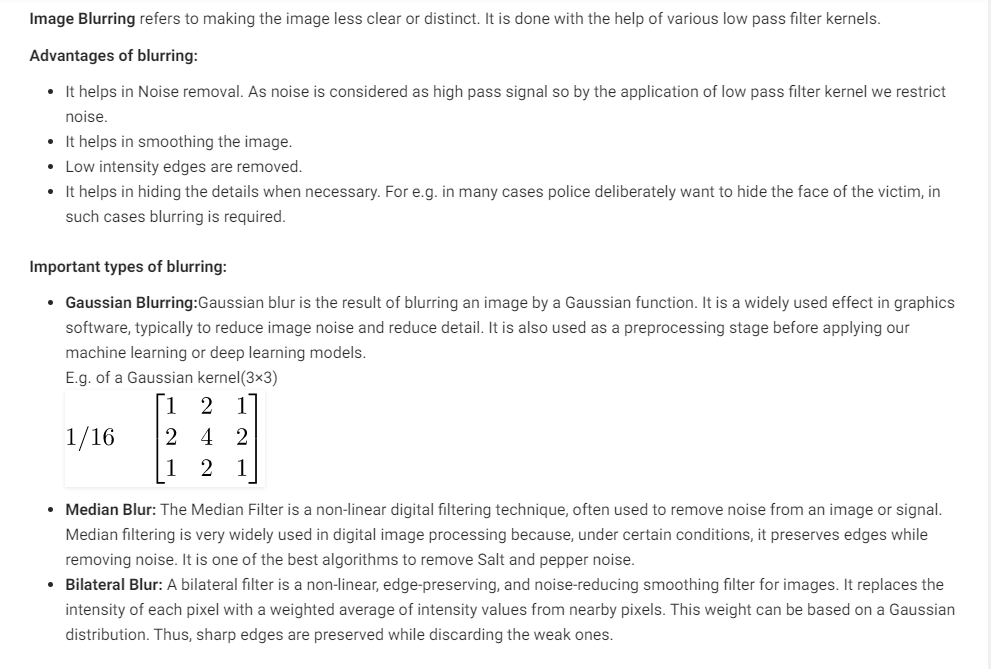 Image Blurring refers to making the image less clear or distinct. It is done with the help of various low pass filter kernels.
Advantages of blurring:
• It helps in Noise removal. As noise is considered as high pass signal so by the application of low pass filter kernel we restrict
noise.
• It helps in smoothing the image.
• Low intensity edges are removed.
• It helps in hiding the details when necessary. For e.g. in many cases police deliberately want to hide the face of the victim, in
such cases blurring is required.
Important types of blurring:
• Gaussian Blurring:Gaussian blur is the result of blurring an image by a Gaussian function. It is a widely used effect in graphics
software, typically to reduce image noise and reduce detail. It is also used as a preprocessing stage before applying our
machine learning or deep learning models.
E.g. of a Gaussian kernel(3×3)
1 2 1
1/16 2 4 2
1 2 1
• Median Blur: The Median Filter is a non-linear digital filtering technique, often used to remove noise from an image or signal.
Median filtering is very widely used in digital image processing because, under certain conditions, it preserves edges while
removing noise. It is one of the best algorithms to remove Salt and pepper noise.
• Bilateral Blur: A bilateral filter is a non-linear, edge-preserving, and noise-reducing smoothing filter for images. It replaces the
intensity of each pixel with a weighted average of intensity values from nearby pixels. This weight can be based on a Gaussian
distribution. Thus, sharp edges are preserved while discarding the weak ones.